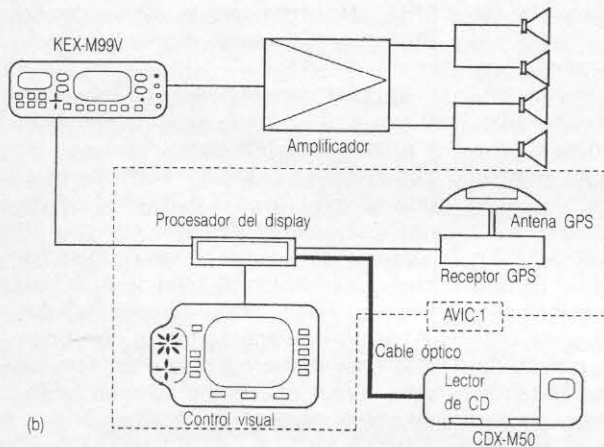 KEX-M99V
Amplificador
Procesador del display
Antena GPS
Receptor GPS
AVIC-1
Cable óptico
Lector
de CD
Control visual
(b)
CDX-M50